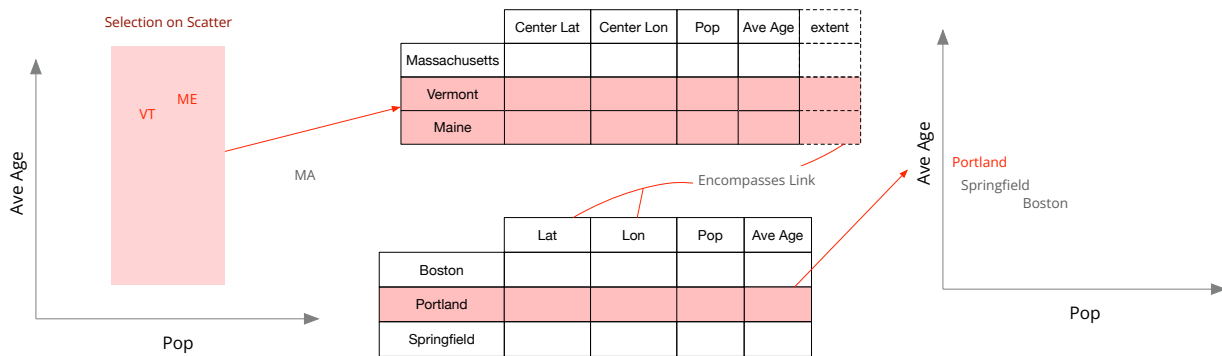 Selection on Scatter
Ave Age
VT
ME
MA
Pop
Center Lat Center Lon Pop Ave Age extent
Massachusetts
Vermont
Maine
Encompasses Link
Lat Lon Pop Ave Age
Boston
Portland
Springfield
Ave Age
Portland
Springfield
Boston
Pop